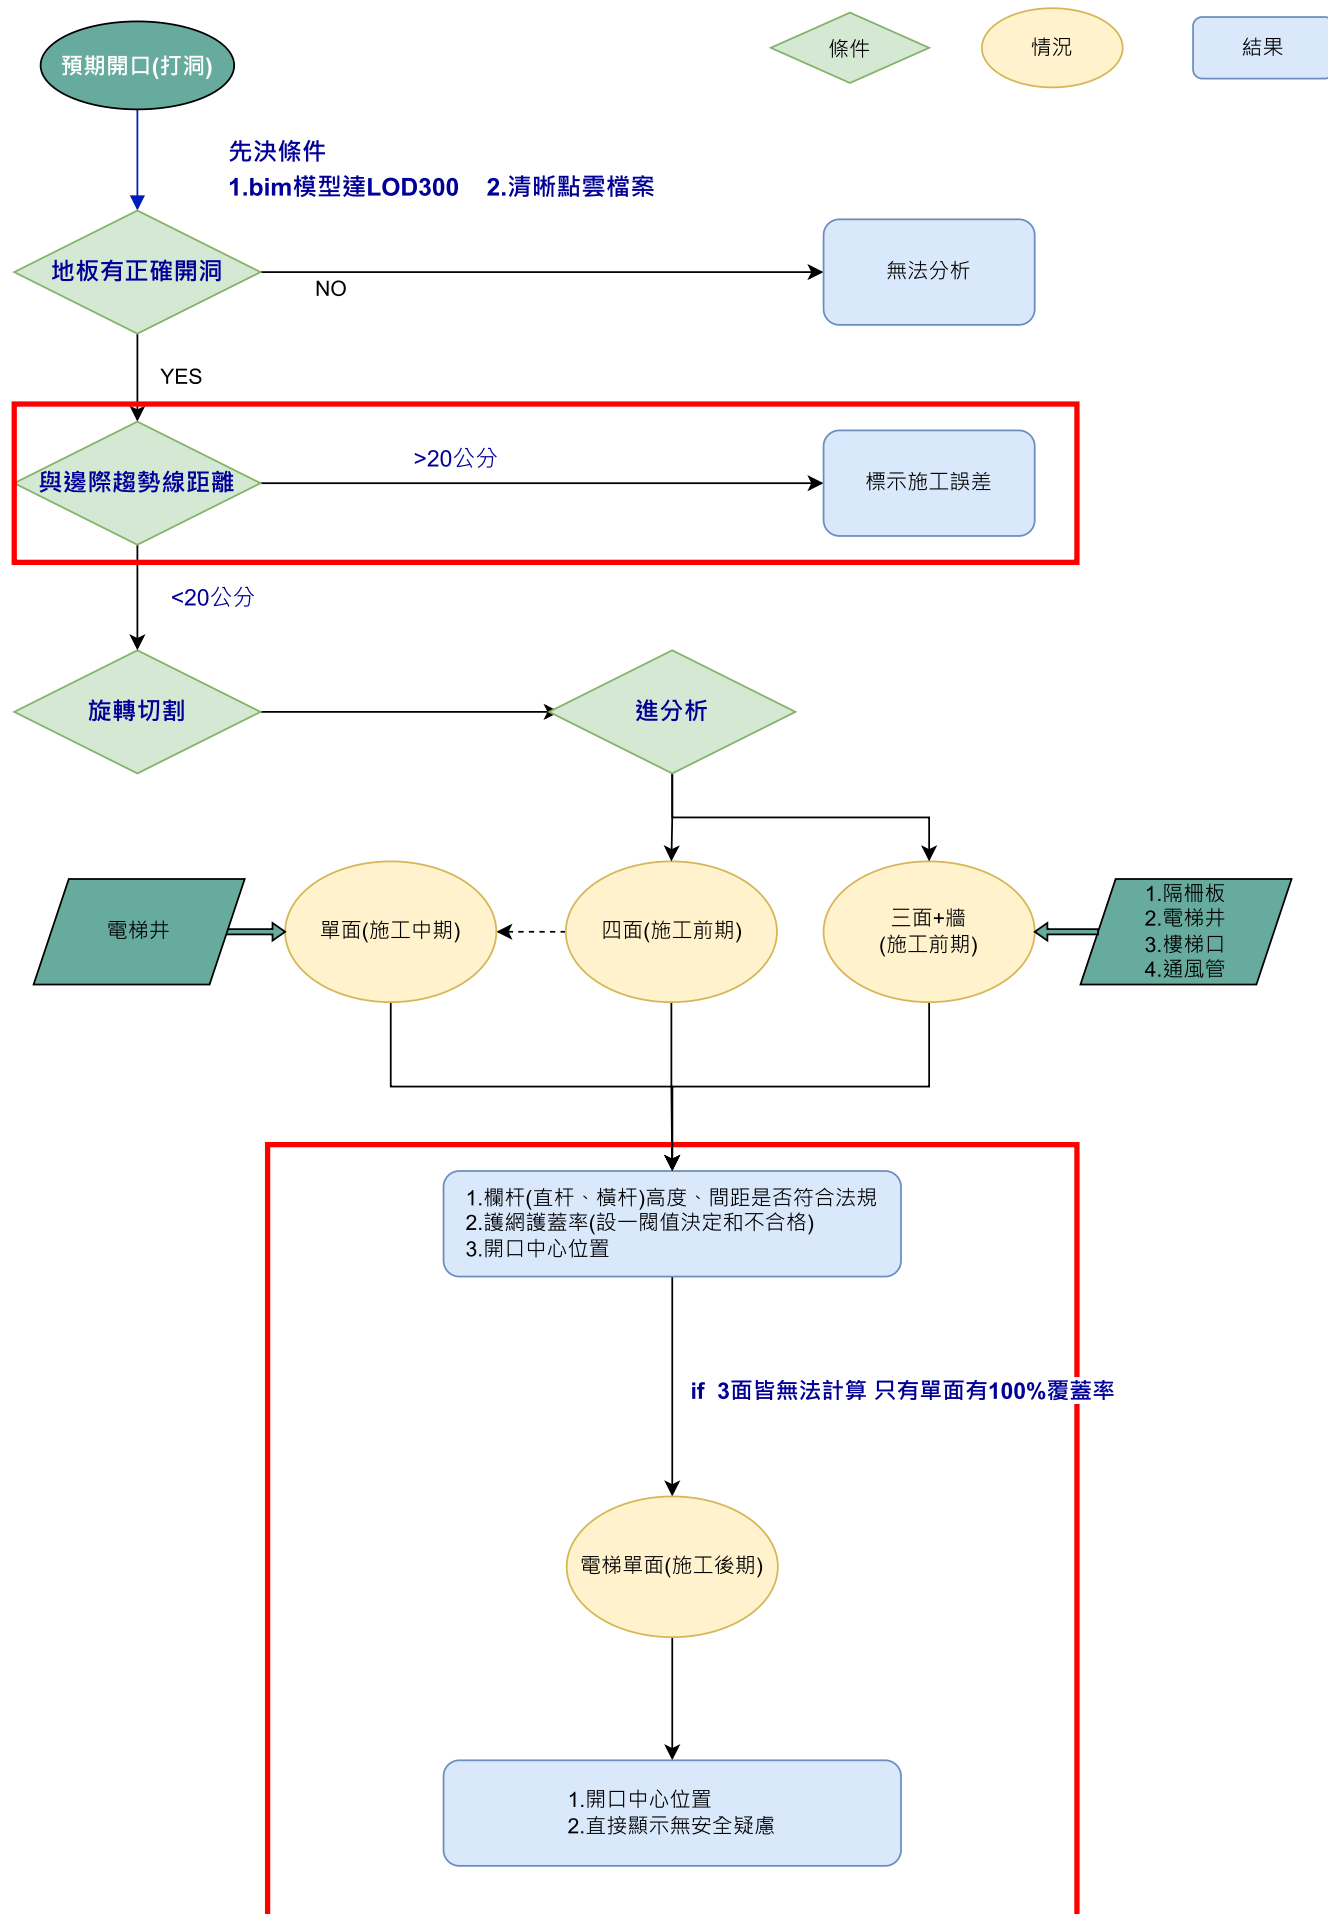 預期開口(打洞)
條件
情況
結果
先決條件
1.bim模型達LOD300 2.清晰點雲檔案
地板有正確開洞
NO
無法分析
YES
與邊際趨勢線距離
>20公分
標示施工誤差
<20公分
旋轉切割
進分析
電梯井
單面(施工中期)
四面(施工前期)
三面+牆
(施工前期)
1.隔柵板
2.電梯井
3.樓梯口
4.通風管
1.欄杆(直杆、橫杆)高度、間距是否符合法規
2.護網護蓋率(設一閥值決定和不合格)
3.開口中心位置
if 3面皆無法計算 只有單面有100%覆蓋率
電梯單面(施工後期)
1.開口中心位置
2.直接顯示無安全疑慮